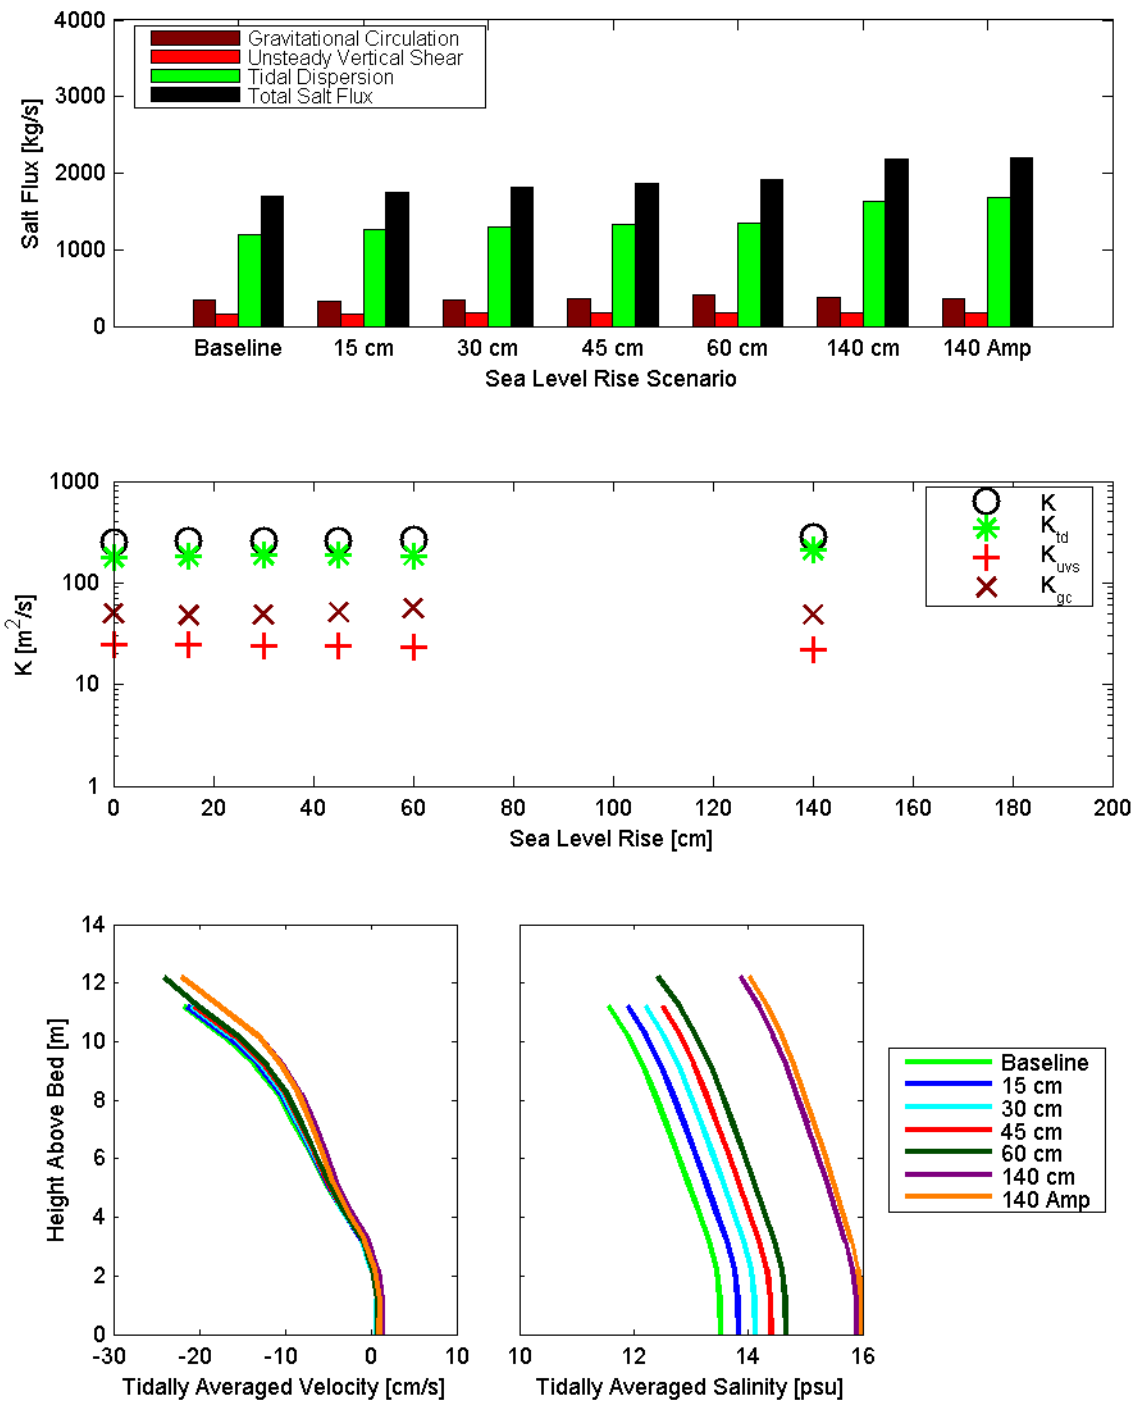 4000
3000
2000
1000
0
Salt Flux [kg/s]
Gravitational Circulation
Unsteady Vertical Shear
Tidal Dispersion
Total Salt Flux
Baseline 15 cm 30 cm 45 cm 60 cm 140 cm 140 Amp
Sea Level Rise Scenario
1000
100
10
1
K [m²/s]
K
K_td
K_uvs
K_gc
0 20 40 60 80 100 120 140 160 180 200
Sea Level Rise [cm]
14
12
10
8
6
4
2
0
Height Above Bed [m]
-30 -20 -10 0 10
Tidally Averaged Velocity [cm/s]
10 12 14 16
Tidally Averaged Salinity [psu]
Baseline
15 cm
30 cm
45 cm
60 cm
140 cm
140 Amp